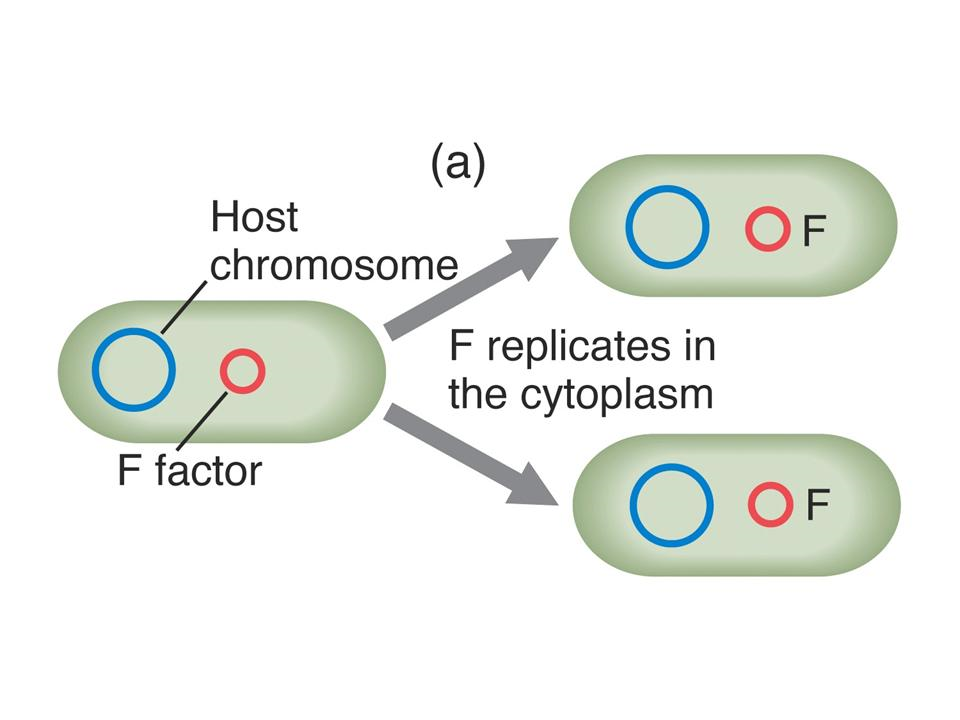 (a)
Host
chromosome
F
F replicates in
the cytoplasm
F factor
F